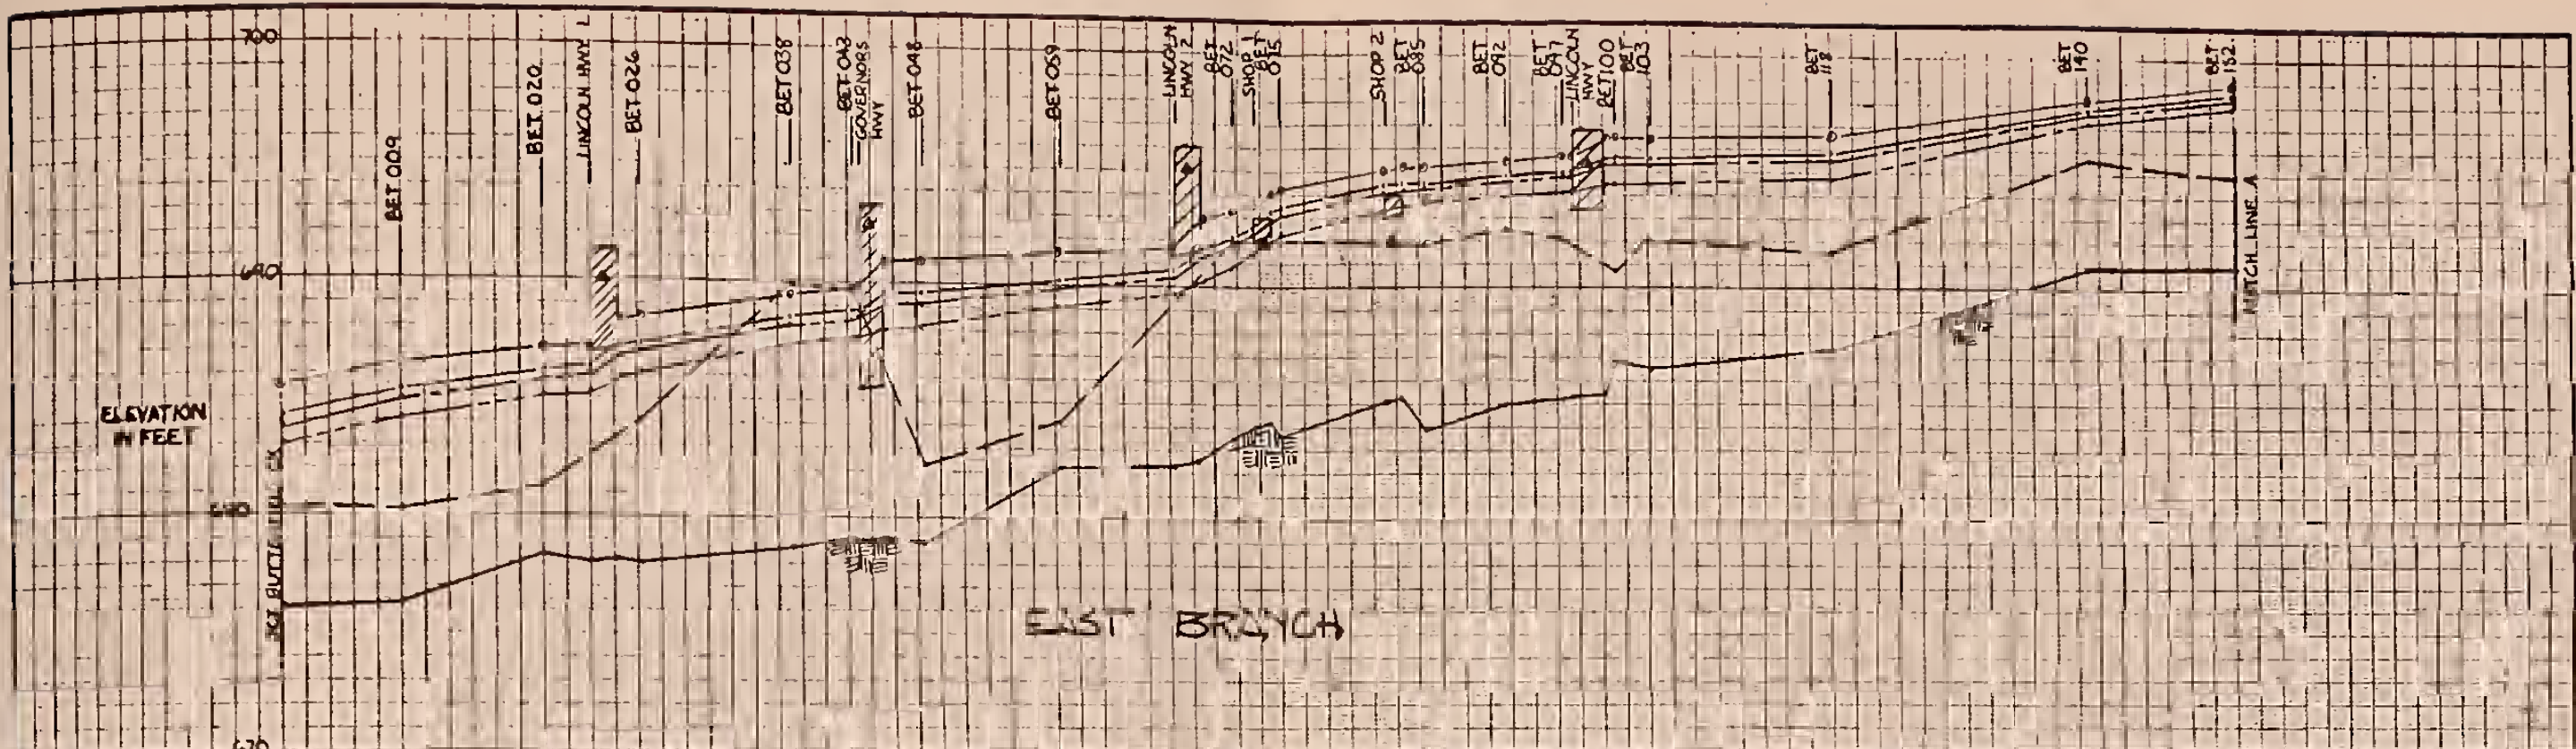 700
BET 009
BET 020
LINCOLN HWY 1
BET 026
BET 038
BET 043
GOVERNORS
HWY
BET 048
BET 059
LINCOLN
HWY 2
BET
072
SHOP 1
BET
075
SHOP 2
BET
085
BET
092
BET
097
LINCOLN
HWY
BET 100
BET
103
BET
118
BET
140
BET
152
690
ELEVATION
IN FEET
680
MATCH LINE A
EAST BRANCH
670